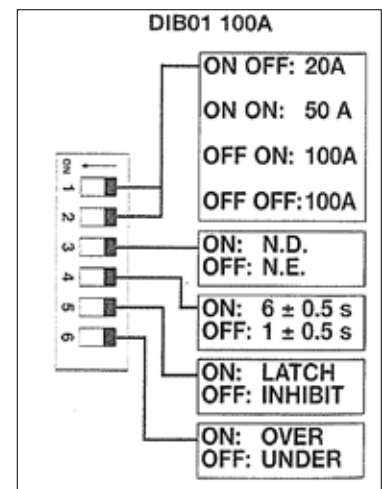 DIB01 100A
ON OFF: 20A
ON ON: 50 A
OFF ON: 100A
OFF OFF:100A
ON
1
2
3
4
5
6
ON: N.D.
OFF: N.E.
ON: 6 ± 0.5 s
OFF: 1 ± 0.5 s
ON: LATCH
OFF: INHIBIT
ON: OVER
OFF: UNDER